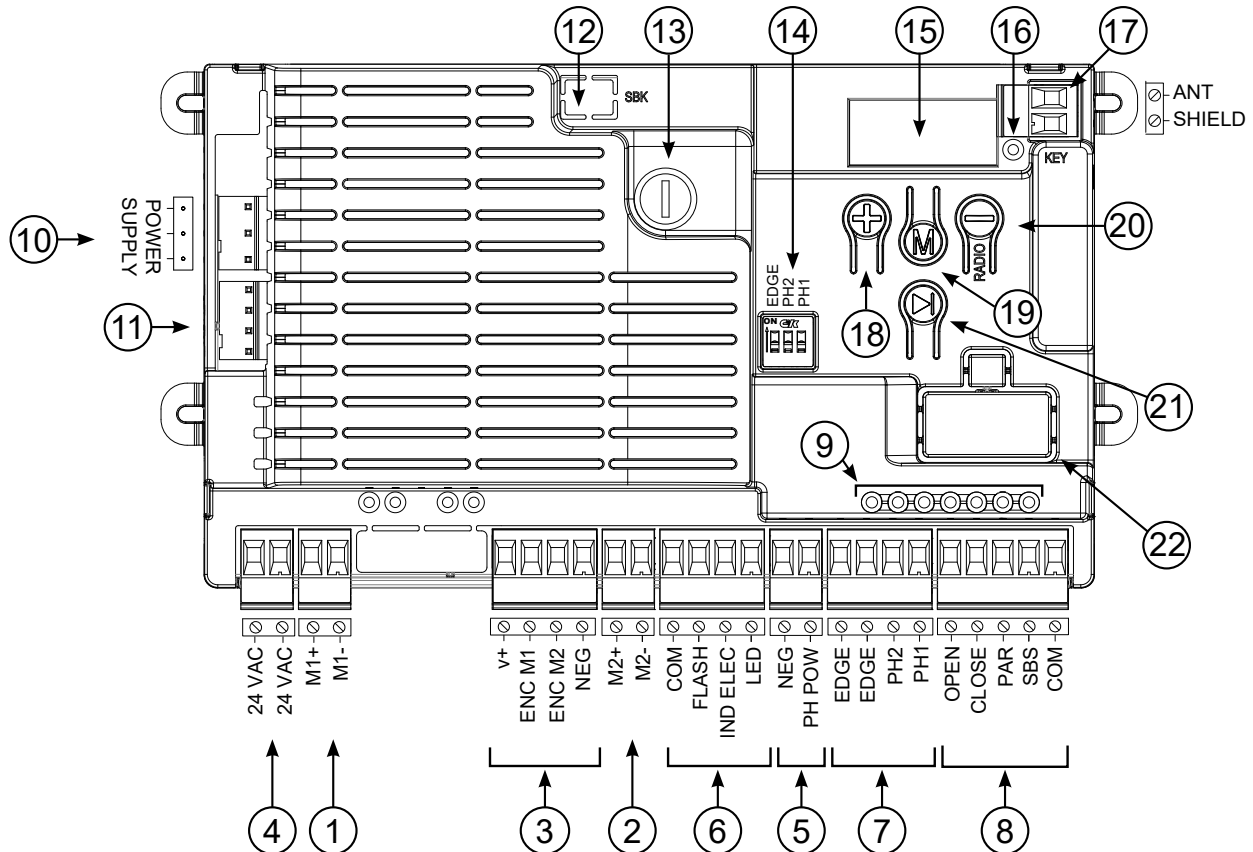 12
13
14
15
16
17
SBK
ANT
SHIELD
KEY
10
POWER
SUPPLY
M
RADIO
20
EDGE
PH2
PH1
11
ON
18
19
21
9
22
24 VAC
24 VAC
M1+
M1-
v+
ENC M1
ENC M2
NEG
M2+
M2-
COM
FLASH
IND ELEC
LED
NEG
PH POW
EDGE
EDGE
PH2
PH1
OPEN
CLOSE
PAR
SBS
COM
4
1
3
2
6
5
7
8